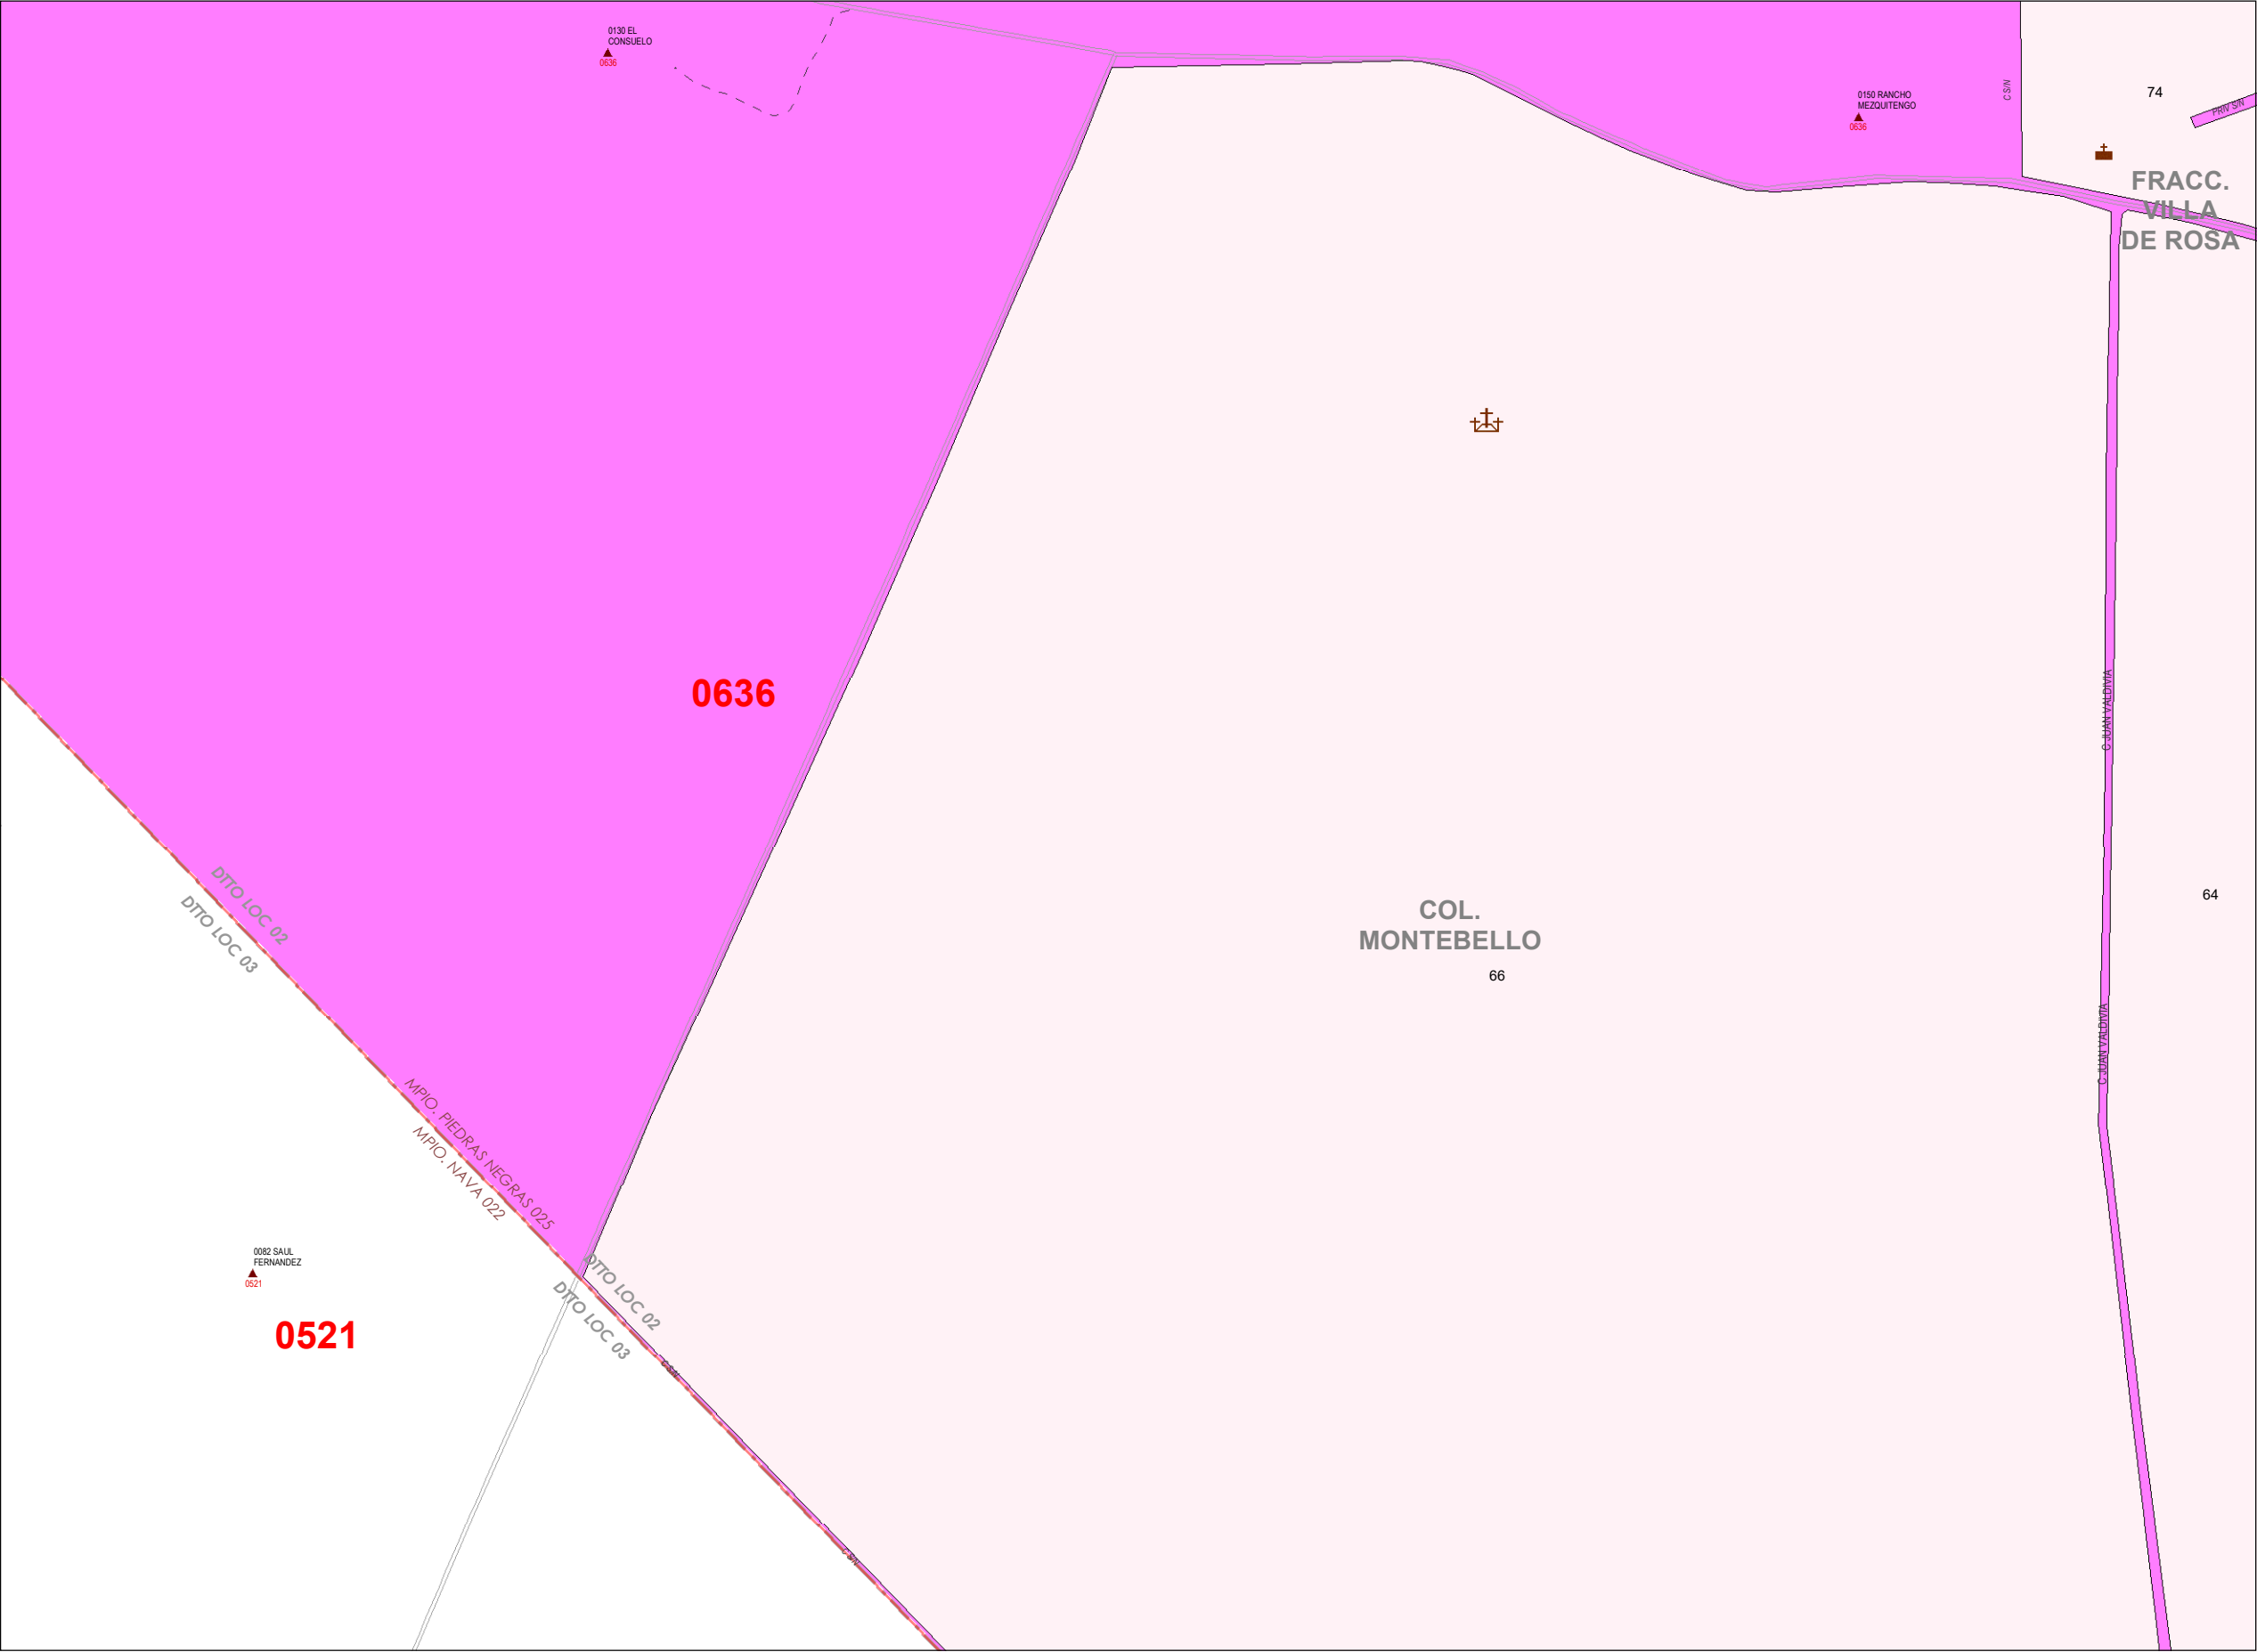 0130 EL
CONSUELO
0636
C S/N
74
PRIV S/N
0150 RANCHO
MEZQUITENGO
0636
FRACC.
VILLA
DE ROSA
0636
C JUAN VALDIVIA
DTTO LOC 02
DTTO LOC 03
COL.
MONTEBELLO
64
66
C JUAN VALDIVIA
MPIO. PIEDRAS NEGRAS 025
MPIO. NAVA 022
0082 SAUL
FERNANDEZ
0521
DTTO LOC 02
DTTO LOC 03
0521
C S/N
C S/N